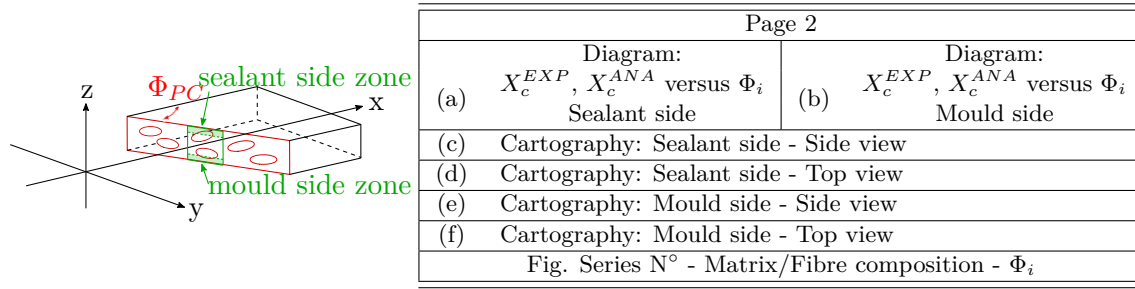 sealant side zone
Φ_PC
z
x
mould side zone
y
Page 2
(a) Diagram:
X_c^{EXP}, X_c^{ANA} versus Φ_i
Sealant side
(b) Diagram:
X_c^{EXP}, X_c^{ANA} versus Φ_i
Mould side
(c) Cartography: Sealant side - Side view
(d) Cartography: Sealant side - Top view
(e) Cartography: Mould side - Side view
(f) Cartography: Mould side - Top view
Fig. Series N° - Matrix/Fibre composition - Φ_i